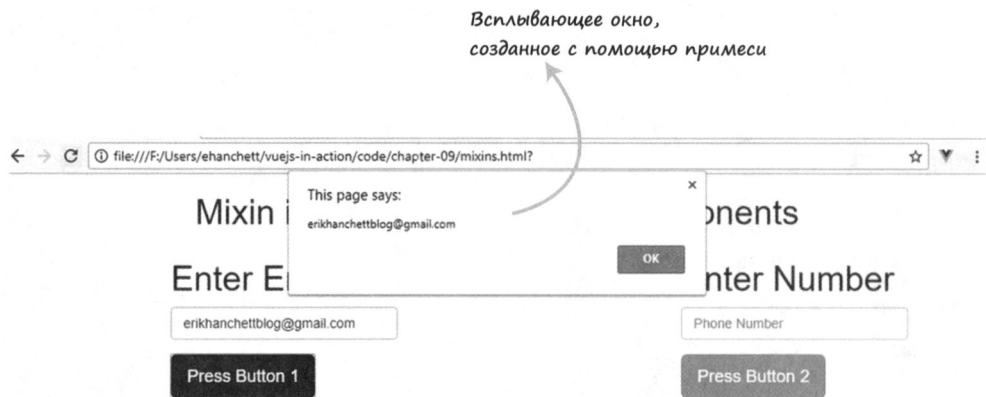 Всплывающее окно,
созданное с помощью примеси
file:///F:/Users/ehanchett/vuejs-in-action/code/chapter-09/mixins.html?
This page says:
erikhanchettblog@gmail.com
OK
Mixin i
onents
Enter E
nter Number
erikhanchettblog@gmail.com
Phone Number
Press Button 1
Press Button 2